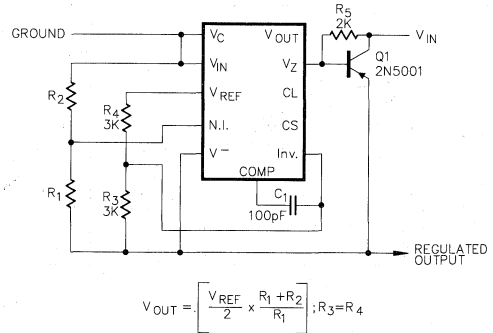 GROUND
V_C
V_IN
V_REF
N.I.
V⁻
COMP
V_OUT
V_Z
CL
CS
Inv.
R_5
2K
V_IN
Q1
2N5001
R_2
R_4
3K
R_1
R_3
3K
C_1
100pF
REGULATED
OUTPUT
V_OUT = [ V_REF / 2 x R_1 + R_2 / R_1 ] ; R_3 = R_4